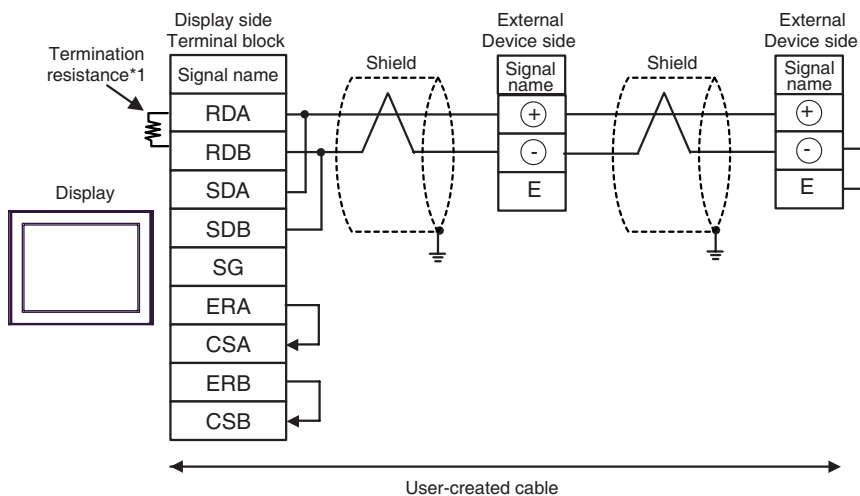 Display side
Terminal block
External
Device side
External
Device side
Termination
resistance*1
Shield
Shield
Signal name
Signal
name
Signal
name
RDA
+
+
RDB
-
-
SDA
E
E
Display
SDB
SG
ERA
CSA
ERB
CSB
User-created cable